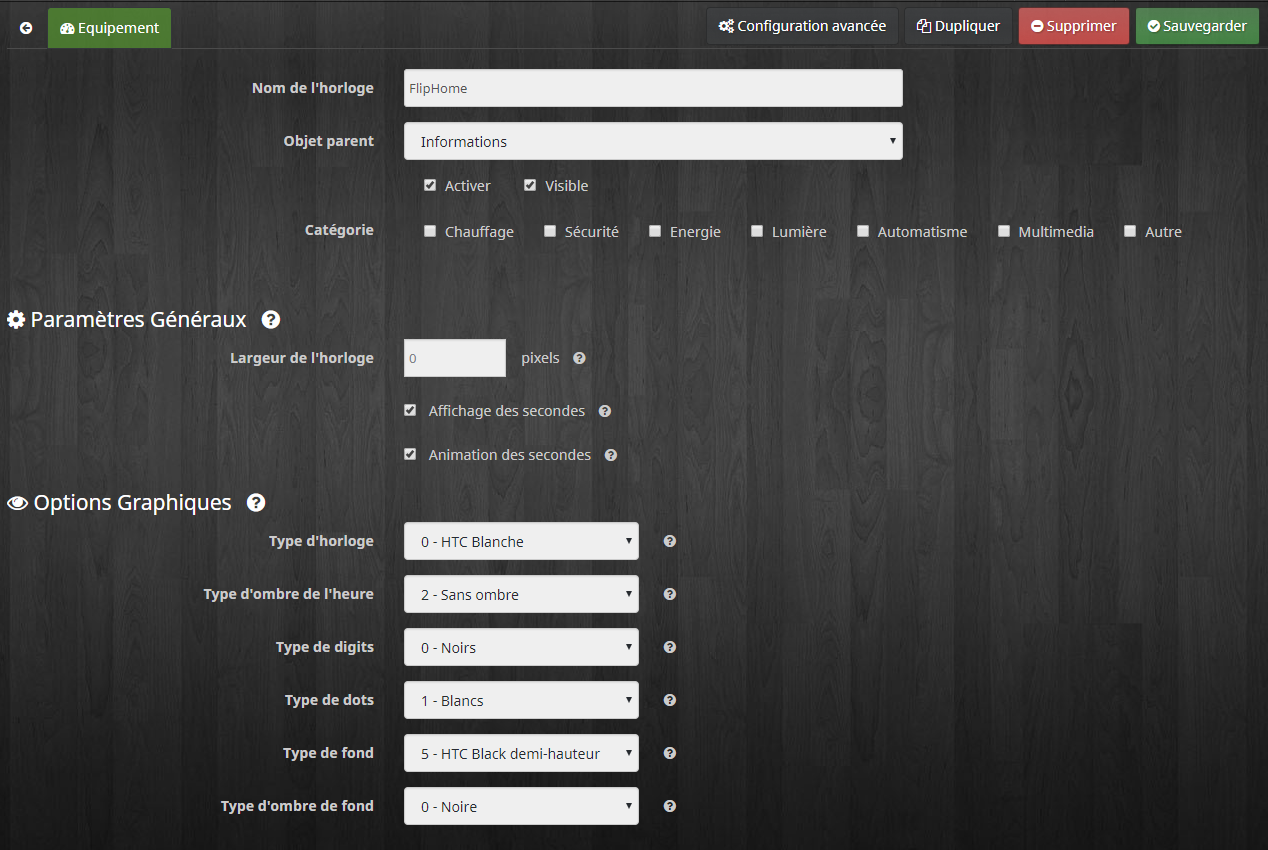 Equipement
Configuration avancée
Dupliquer
Supprimer
Sauvegarder
Nom de l'horloge
FlipHome
Objet parent
Informations
Activer
Visible
Catégorie
Chauffage
Sécurité
Energie
Lumière
Automatisme
Multimedia
Autre
Paramètres Généraux
Largeur de l'horloge
0
pixels
Affichage des secondes
Animation des secondes
Options Graphiques
Type d'horloge
0 - HTC Blanche
Type d'ombre de l'heure
2 - Sans ombre
Type de digits
0 - Noirs
Type de dots
1 - Blancs
Type de fond
5 - HTC Black demi-hauteur
Type d'ombre de fond
0 - Noire